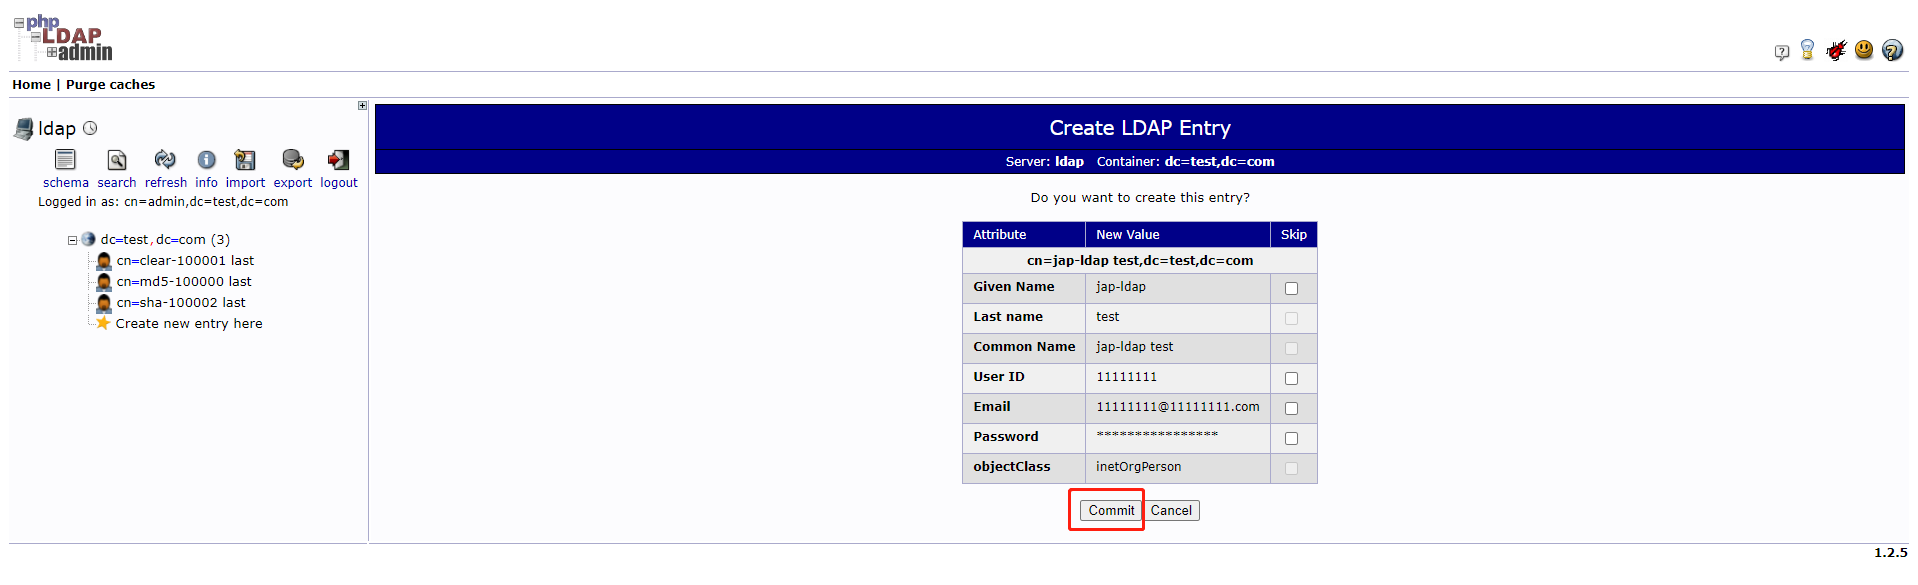 php
LDAP
admin
Home | Purge caches
ldap
schema search refresh info import export logout
Logged in as: cn=admin,dc=test,dc=com
dc=test,dc=com (3)
cn=clear-100001 last
cn=md5-100000 last
cn=sha-100002 last
Create new entry here
Create LDAP Entry
Server: ldap Container: dc=test,dc=com
Do you want to create this entry?
Attribute New Value Skip
cn=jap-ldap test,dc=test,dc=com
Given Name jap-ldap
Last name test
Common Name jap-ldap test
User ID 11111111
Email 11111111@11111111.com
Password ****************
objectClass inetOrgPerson
Commit Cancel
1.2.5